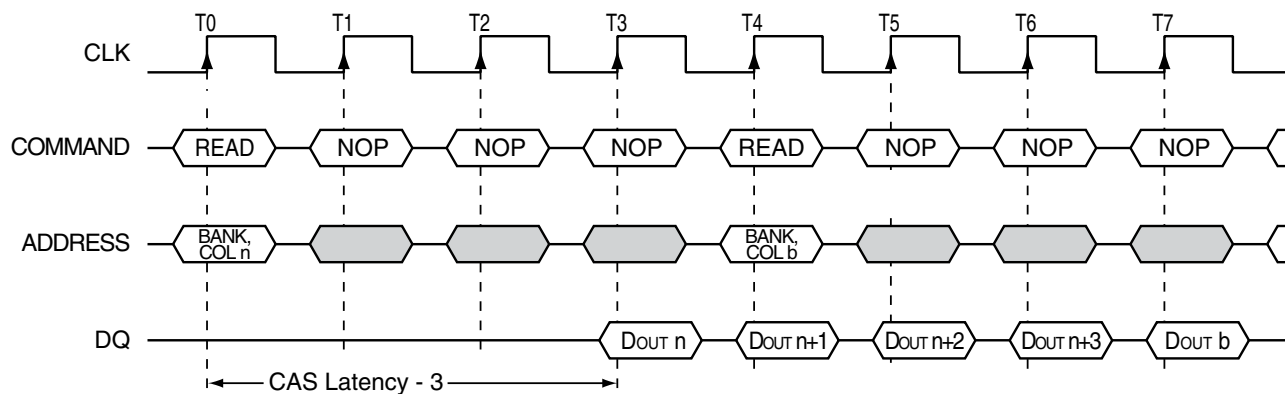 T0 T1 T2 T3 T4 T5 T6 T7
CLK
COMMAND READ NOP NOP NOP READ NOP NOP NOP
ADDRESS BANK, COL n BANK, COL b
DQ DOUT n DOUT n+1 DOUT n+2 DOUT n+3 DOUT b
CAS Latency - 3